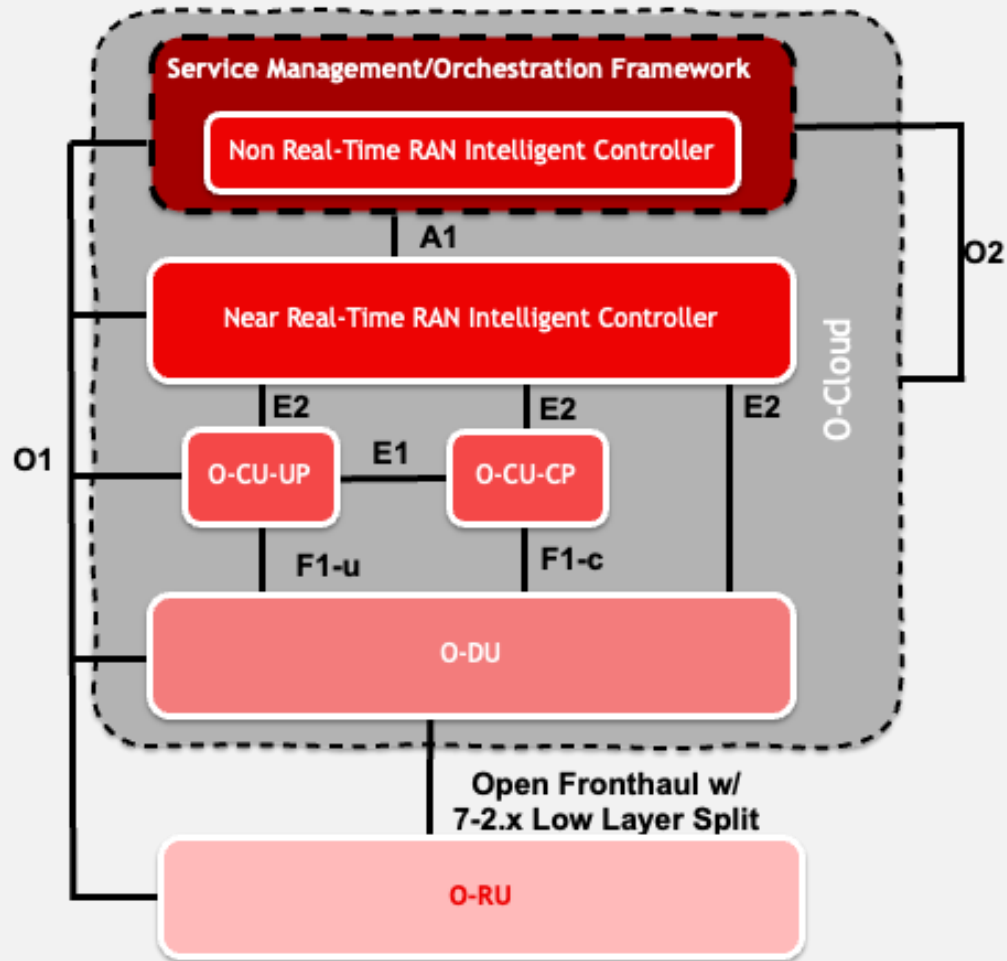 Service Management/Orchestration Framework
Non Real-Time RAN Intelligent Controller
A1
O2
Near Real-Time RAN Intelligent Controller
O-Cloud
E2
E2
E2
O1
O-CU-UP
E1
O-CU-CP
F1-u
F1-c
O-DU
Open Fronthaul w/
7-2.x Low Layer Split
O-RU